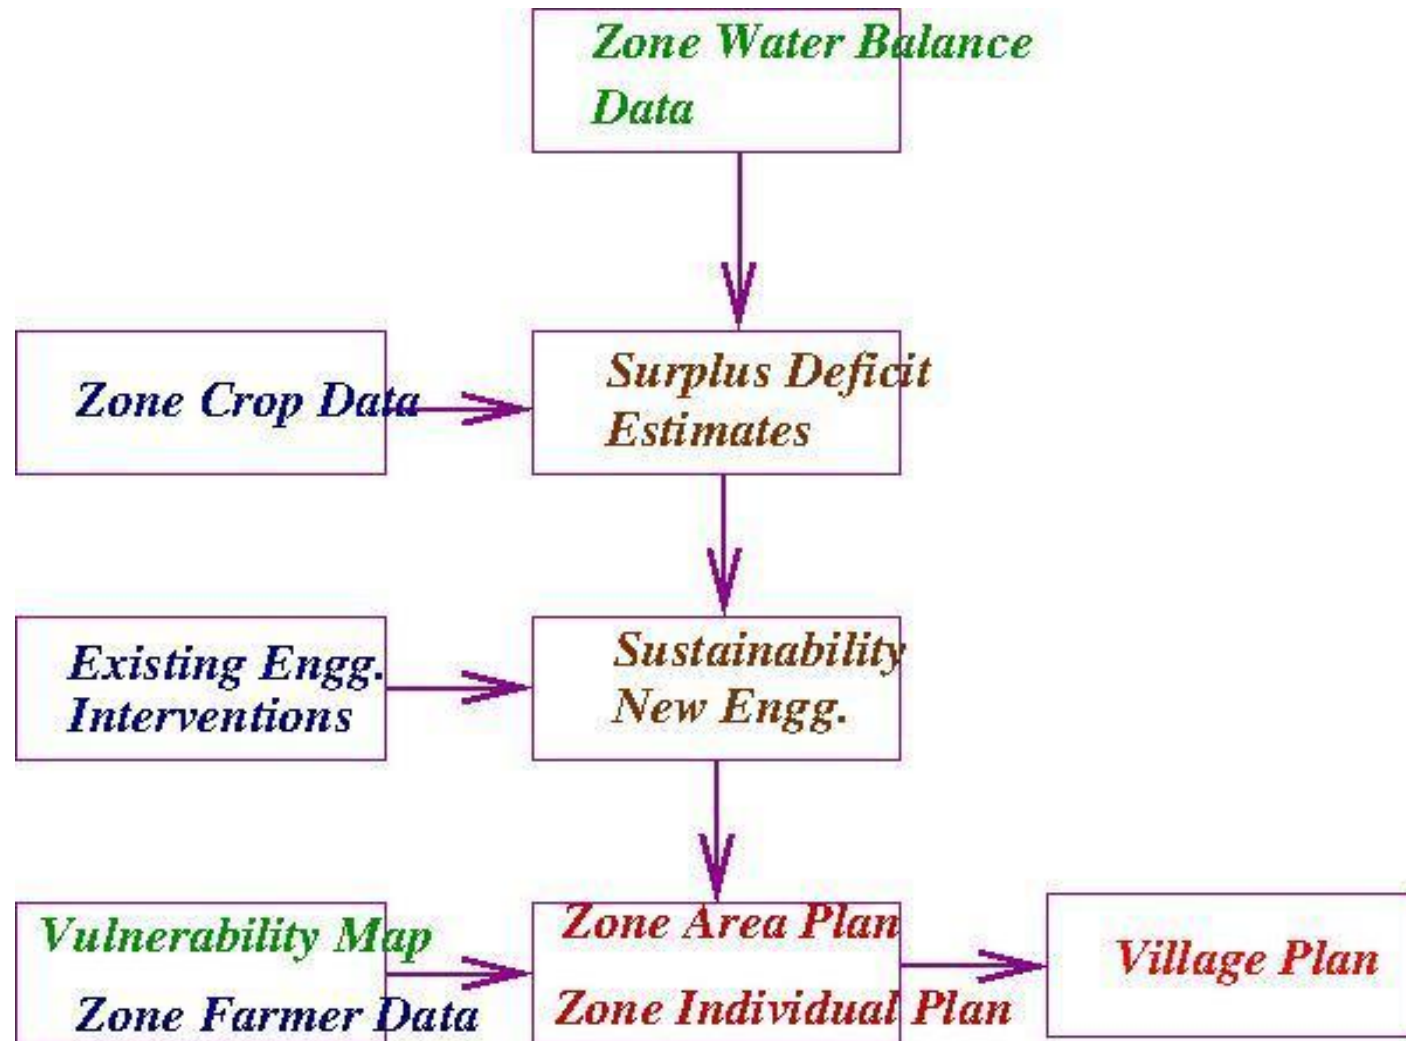 Zone Water Balance
Data
Zone Crop Data
Surplus Deficit
Estimates
Existing Engg.
Interventions
Sustainability
New Engg.
Vulnerability Map
Zone Farmer Data
Zone Area Plan
Zone Individual Plan
Village Plan